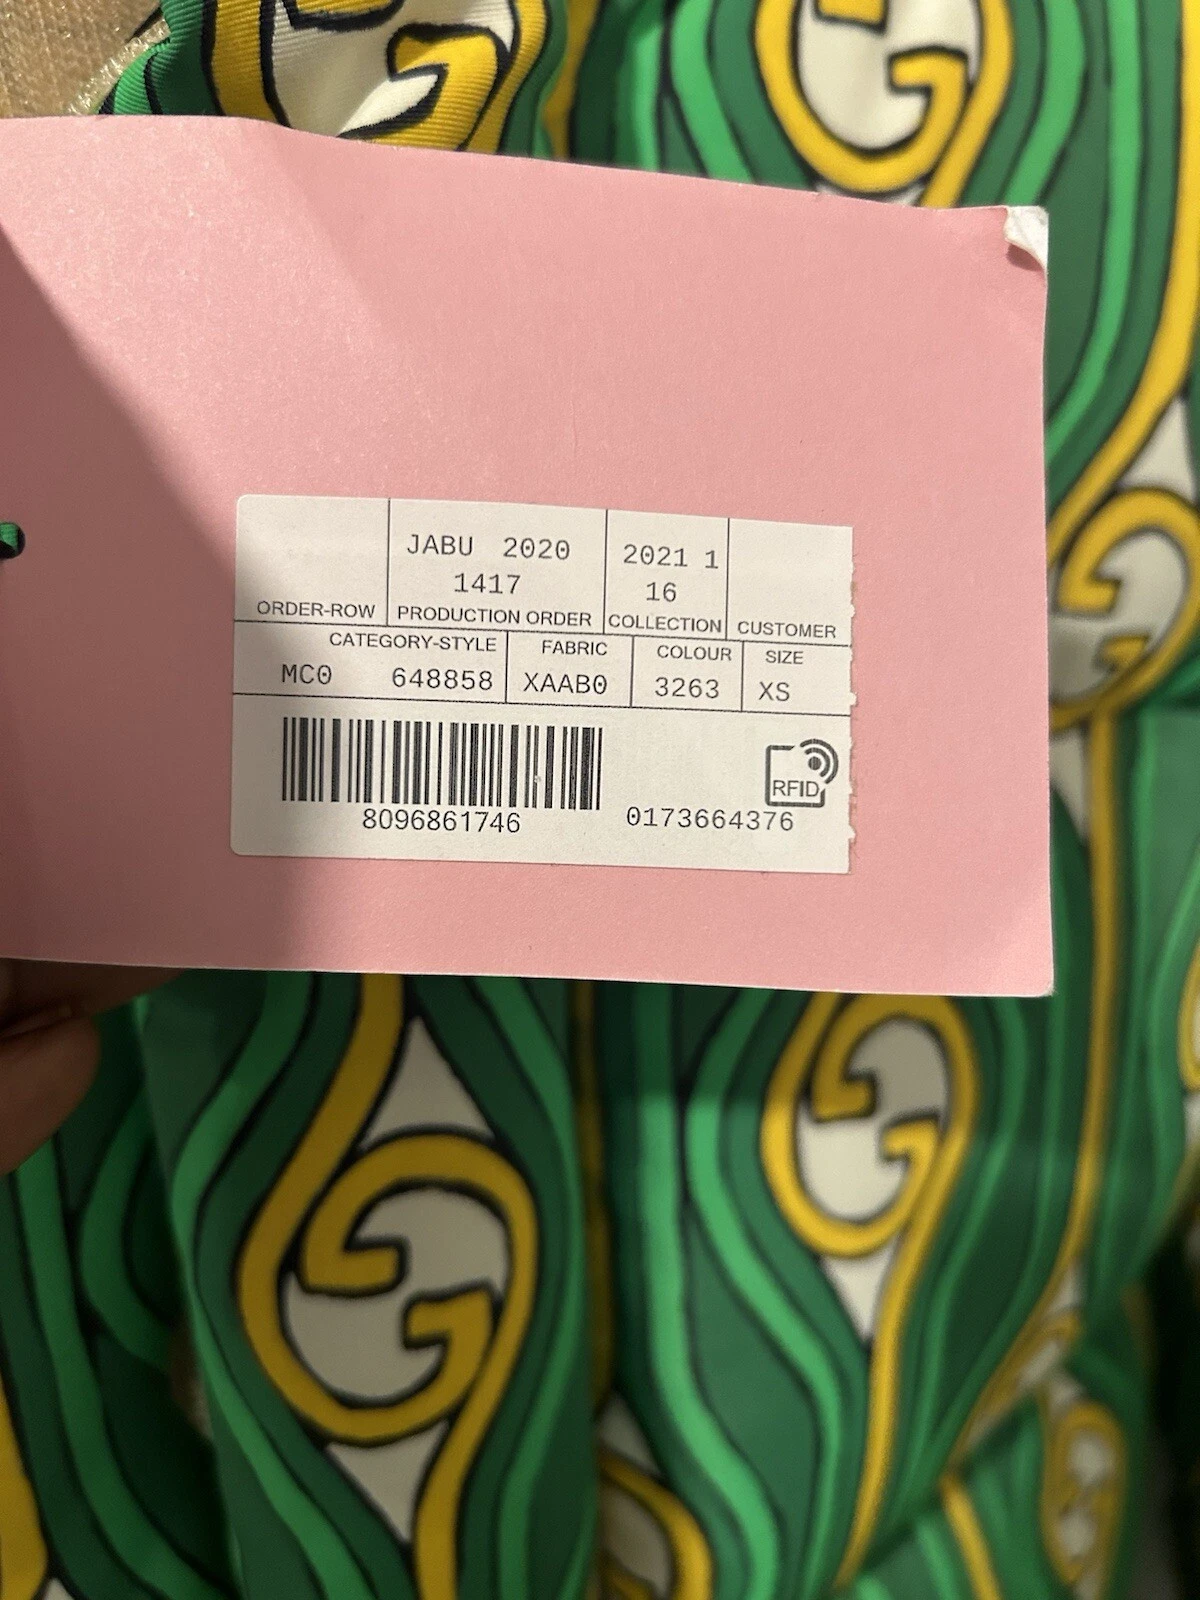 JABU 2020 2021 1
1417 16
ORDER-ROW PRODUCTION ORDER COLLECTION CUSTOMER
CATEGORY-STYLE FABRIC COLOUR SIZE
MC0 648858 XAAB0 3263 XS
RFID
8096861746 0173664376